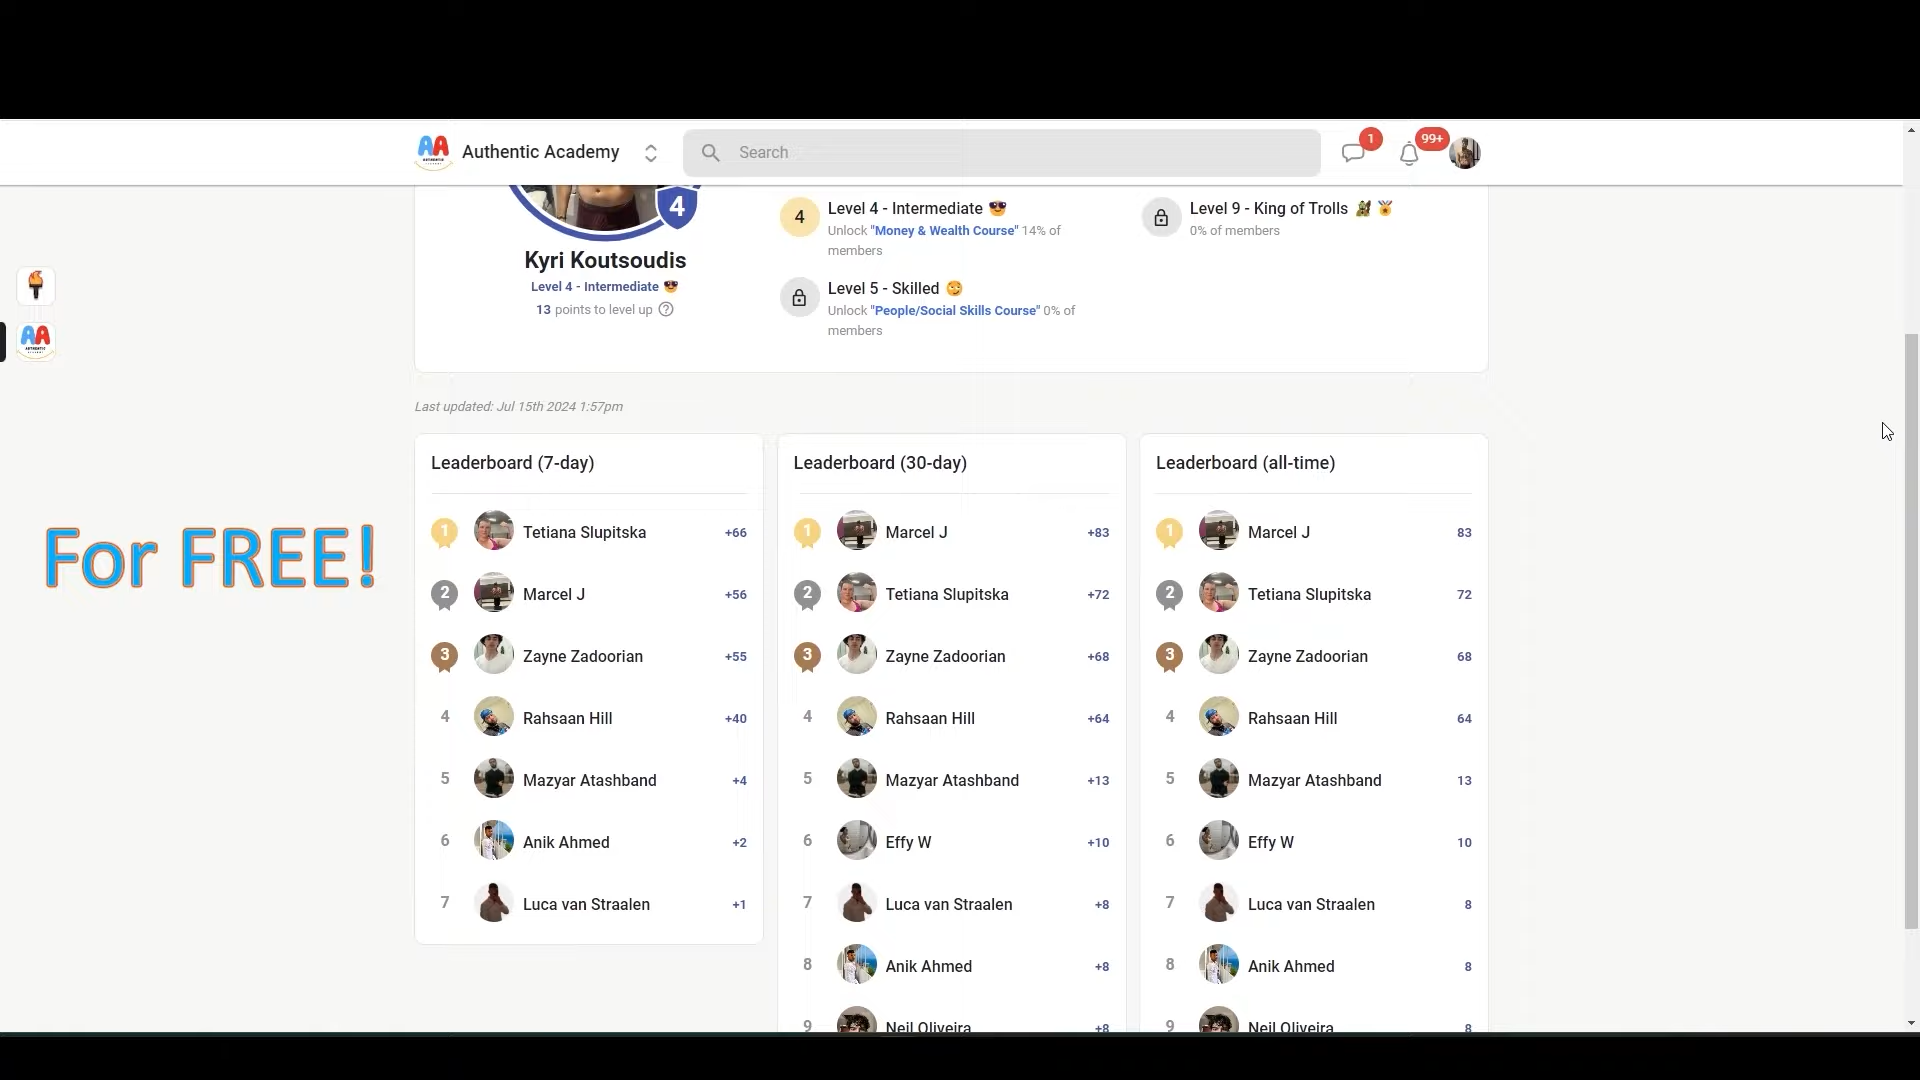 Authentic Academy
Search
1
99+
4
Kyri Koutsoudis
Level 4 - Intermediate 😎
13 points to level up
4
Level 4 - Intermediate 😎
Unlock "Money & Wealth Course" 14% of
members
Level 5 - Skilled 😏
Unlock "People/Social Skills Course" 0% of
members
Level 9 - King of Trolls 🧌 🏅
0% of members
AA
AUTHENTIC
Last updated: Jul 15th 2024 1:57pm
For FREE!
Leaderboard (7-day)
1 Tetiana Slupitska +66
2 Marcel J +56
3 Zayne Zadoorian +55
4 Rahsaan Hill +40
5 Mazyar Atashband +4
6 Anik Ahmed +2
7 Luca van Straalen +1
Leaderboard (30-day)
1 Marcel J +83
2 Tetiana Slupitska +72
3 Zayne Zadoorian +68
4 Rahsaan Hill +64
5 Mazyar Atashband +13
6 Effy W +10
7 Luca van Straalen +8
8 Anik Ahmed +8
9 Neil Oliveira +8
Leaderboard (all-time)
1 Marcel J 83
2 Tetiana Slupitska 72
3 Zayne Zadoorian 68
4 Rahsaan Hill 64
5 Mazyar Atashband 13
6 Effy W 10
7 Luca van Straalen 8
8 Anik Ahmed 8
9 Neil Oliveira 8